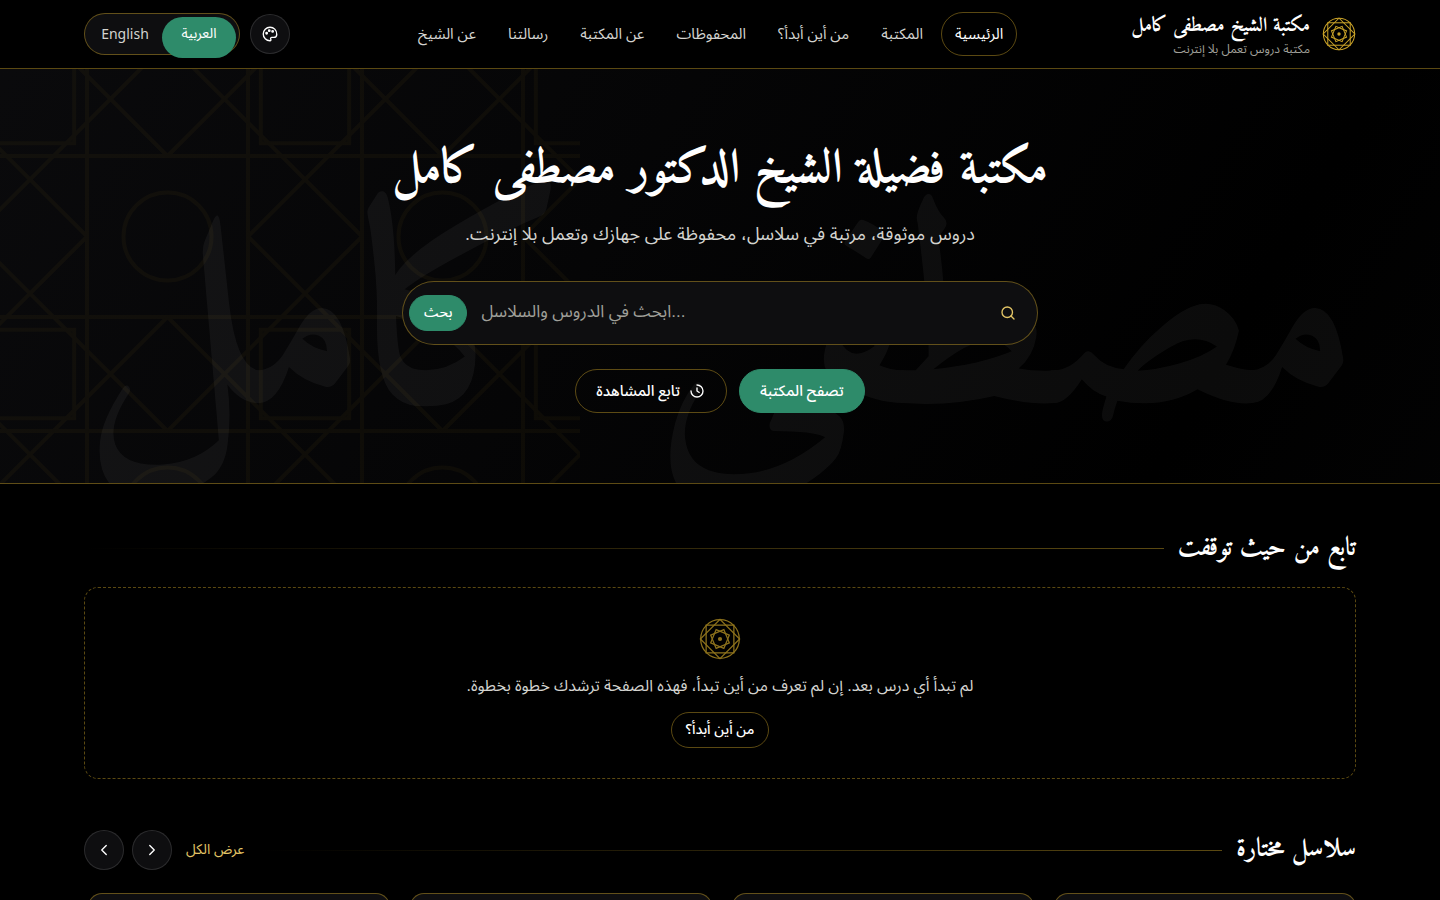 مكتبة الشيخ مصطفى كامل
مكتبة دروس تعمل بلا إنترنت
الرئيسية
المكتبة
من أين أبدأ؟
المحفوظات
عن المكتبة
رسالتنا
عن الشيخ
العربية
English
مكتبة فضيلة الشيخ الدكتور مصطفى كامل
دروس موثوقة، مرتبة في سلاسل، محفوظة على جهازك وتعمل بلا إنترنت.
ابحث في الدروس والسلاسل...
بحث
تصفح المكتبة
تابع المشاهدة
مصطفى كامل
تابع من حيث توقفت
لم تبدأ أي درس بعد. إن لم تعرف من أين تبدأ، فهذه الصفحة ترشدك خطوة بخطوة.
من أين أبدأ؟
سلاسل مختارة
عرض الكل